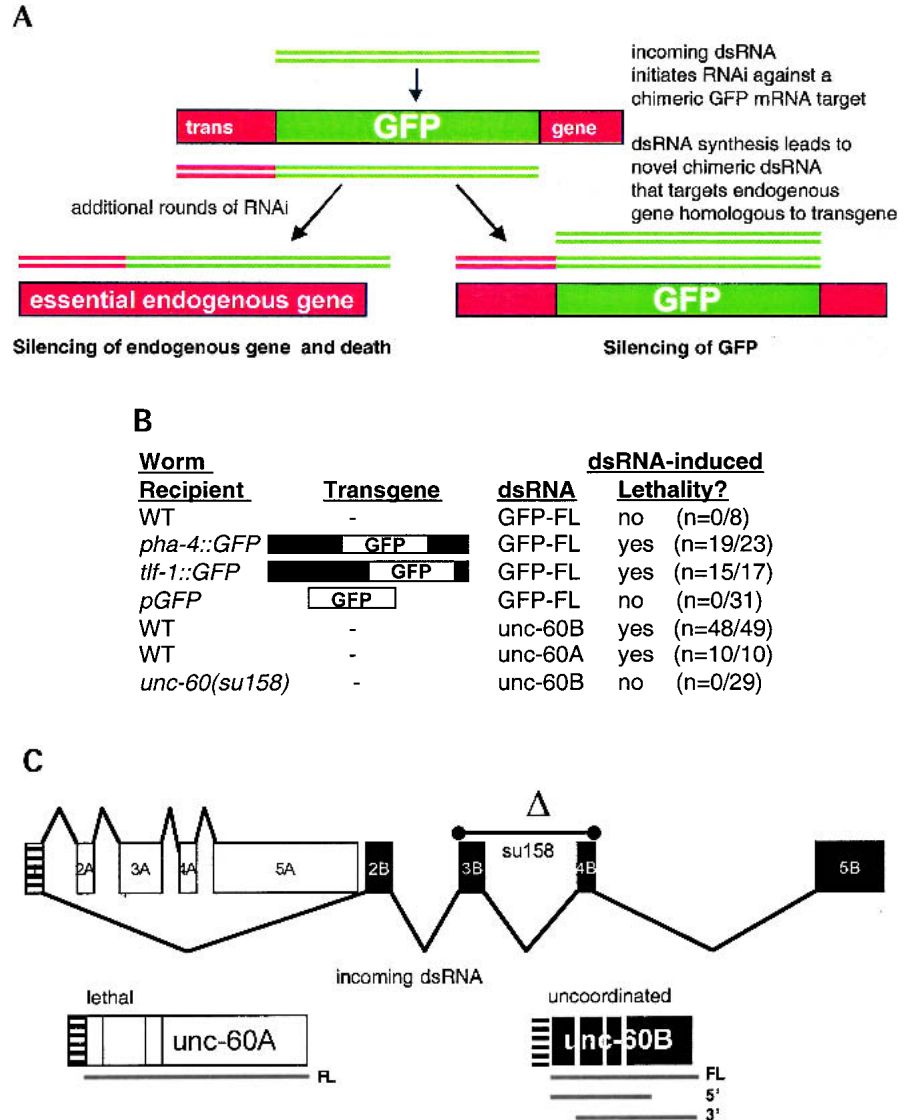 A
incoming dsRNA
initiates RNAi against a
chimeric GFP mRNA target
trans GFP gene
dsRNA synthesis leads to
novel chimeric dsRNA
that targets endogenous
gene homologous to transgene
additional rounds of RNAi
essential endogenous gene
GFP
Silencing of endogenous gene and death
Silencing of GFP
B
Worm dsRNA-induced
Recipient Transgene dsRNA Lethality?
WT - GFP-FL no (n=0/8)
pha-4::GFP GFP GFP-FL yes (n=19/23)
tlf-1::GFP GFP GFP-FL yes (n=15/17)
pGFP GFP GFP-FL no (n=0/31)
WT - unc-60B yes (n=48/49)
WT - unc-60A yes (n=10/10)
unc-60(su158) - unc-60B no (n=0/29)
C
Δ
su158
2A 3A 4A 5A 2B 3B 4B 5B
incoming dsRNA
lethal
uncoordinated
unc-60A
unc-60B
FL
FL
5'
3'